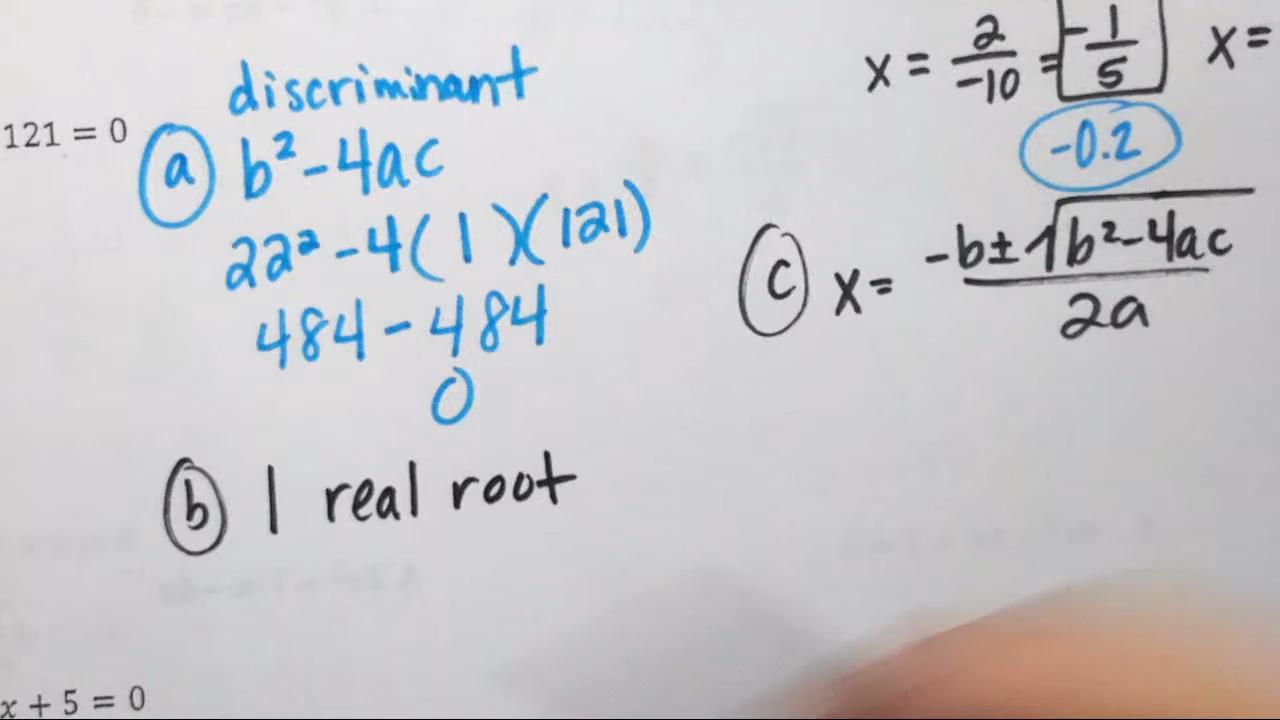 x = 2/-10 = -1/5 x =
-0.2
discriminant
121 = 0
ⓐ b² - 4ac
22² - 4(1)(121)
484 - 484
0
ⓑ 1 real root
ⓒ x = -b±√b²-4ac / 2a
x + 5 = 0